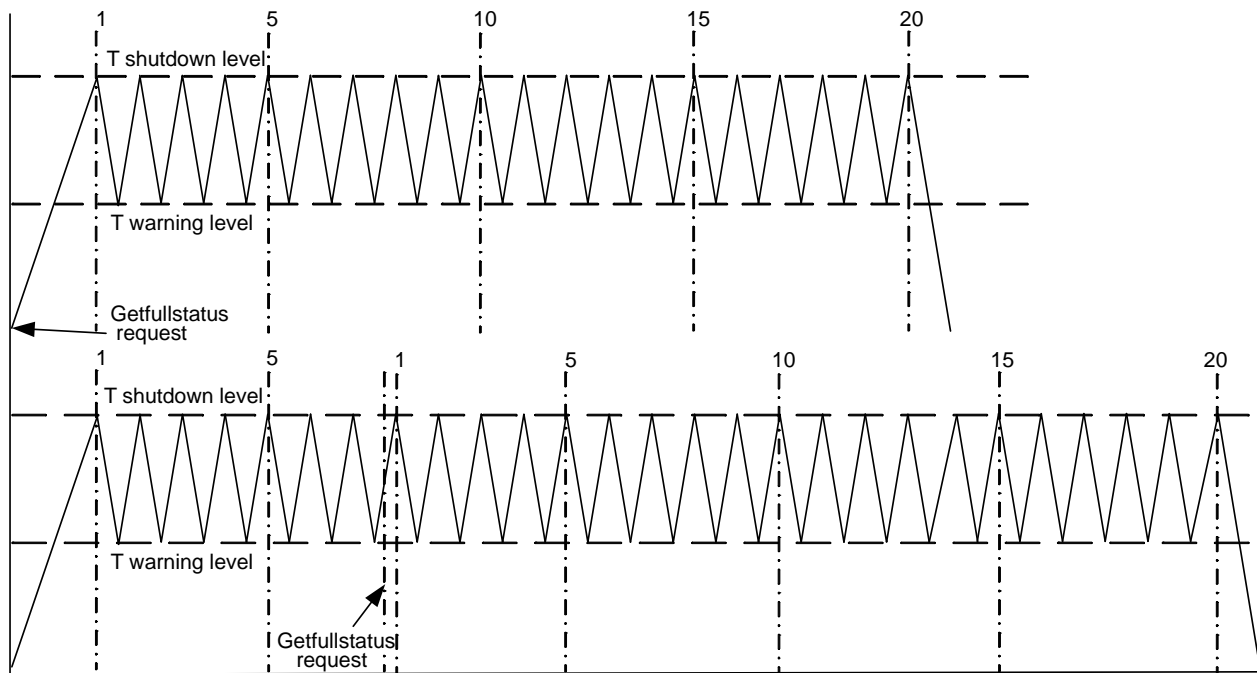 1 5 10 15 20
T shutdown level
T warning level
Getfullstatus
request
1 5 1 5 10 15 20
T shutdown level
T warning level
Getfullstatus
request